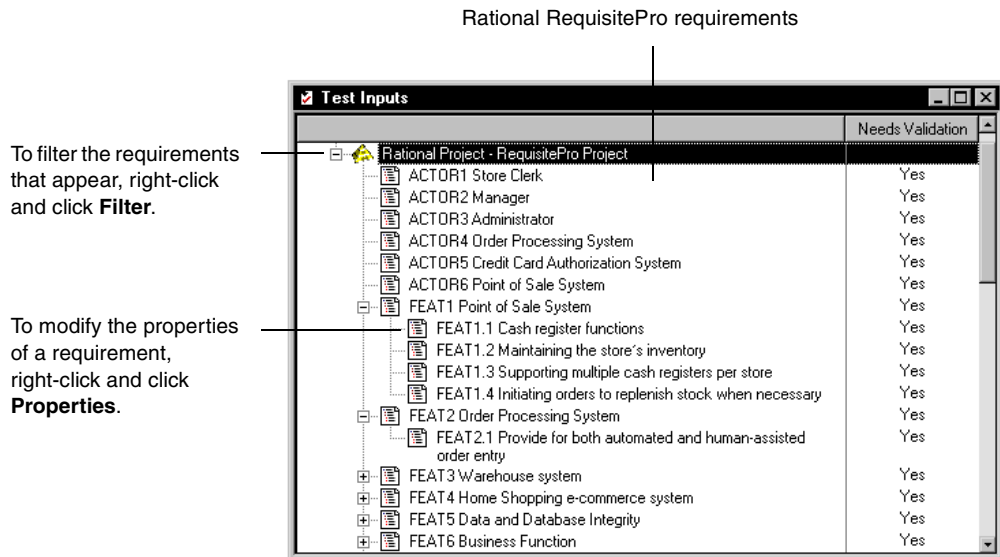 Rational RequisitePro requirements
Test Inputs
Needs Validation
To filter the requirements
that appear, right-click
and click Filter.
Rational Project - RequisitePro Project
ACTOR1 Store Clerk Yes
ACTOR2 Manager Yes
ACTOR3 Administrator Yes
ACTOR4 Order Processing System Yes
ACTOR5 Credit Card Authorization System Yes
ACTOR6 Point of Sale System Yes
To modify the properties
of a requirement,
right-click and click
Properties.
FEAT1 Point of Sale System Yes
FEAT1.1 Cash register functions Yes
FEAT1.2 Maintaining the store's inventory Yes
FEAT1.3 Supporting multiple cash registers per store Yes
FEAT1.4 Initiating orders to replenish stock when necessary Yes
FEAT2 Order Processing System Yes
FEAT2.1 Provide for both automated and human-assisted Yes
order entry
FEAT3 Warehouse system Yes
FEAT4 Home Shopping e-commerce system Yes
FEAT5 Data and Database Integrity Yes
FEAT6 Business Function Yes